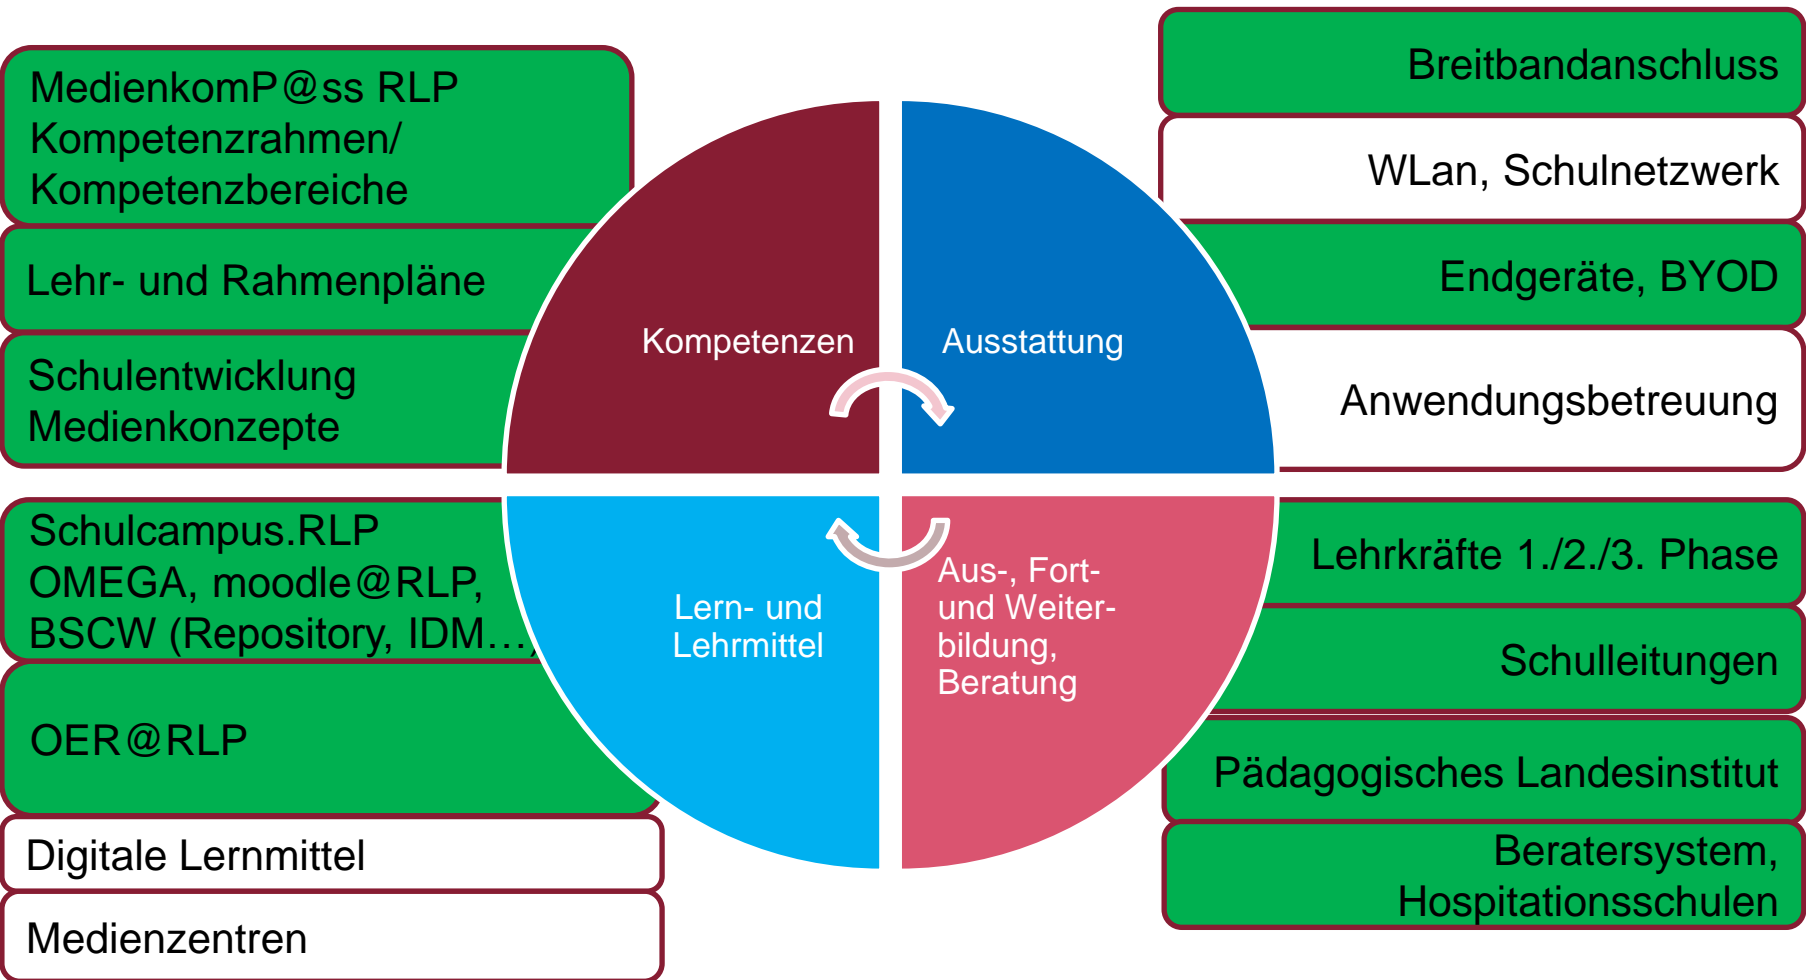 MedienkomP@ss RLP
Kompetenzrahmen/
Kompetenzbereiche
Lehr- und Rahmenpläne
Schulentwicklung
Medienkonzepte
Breitbandanschluss
WLan, Schulnetzwerk
Endgeräte, BYOD
Anwendungsbetreuung
Kompetenzen
Ausstattung
Schulcampus.RLP
OMEGA, moodle@RLP,
BSCW (Repository, IDM…)
OER@RLP
Digitale Lernmittel
Medienzentren
Lern- und
Lehrmittel
Aus-, Fort-
und Weiter-
bildung,
Beratung
Lehrkräfte 1./2./3. Phase
Schulleitungen
Pädagogisches Landesinstitut
Beratersystem,
Hospitationsschulen